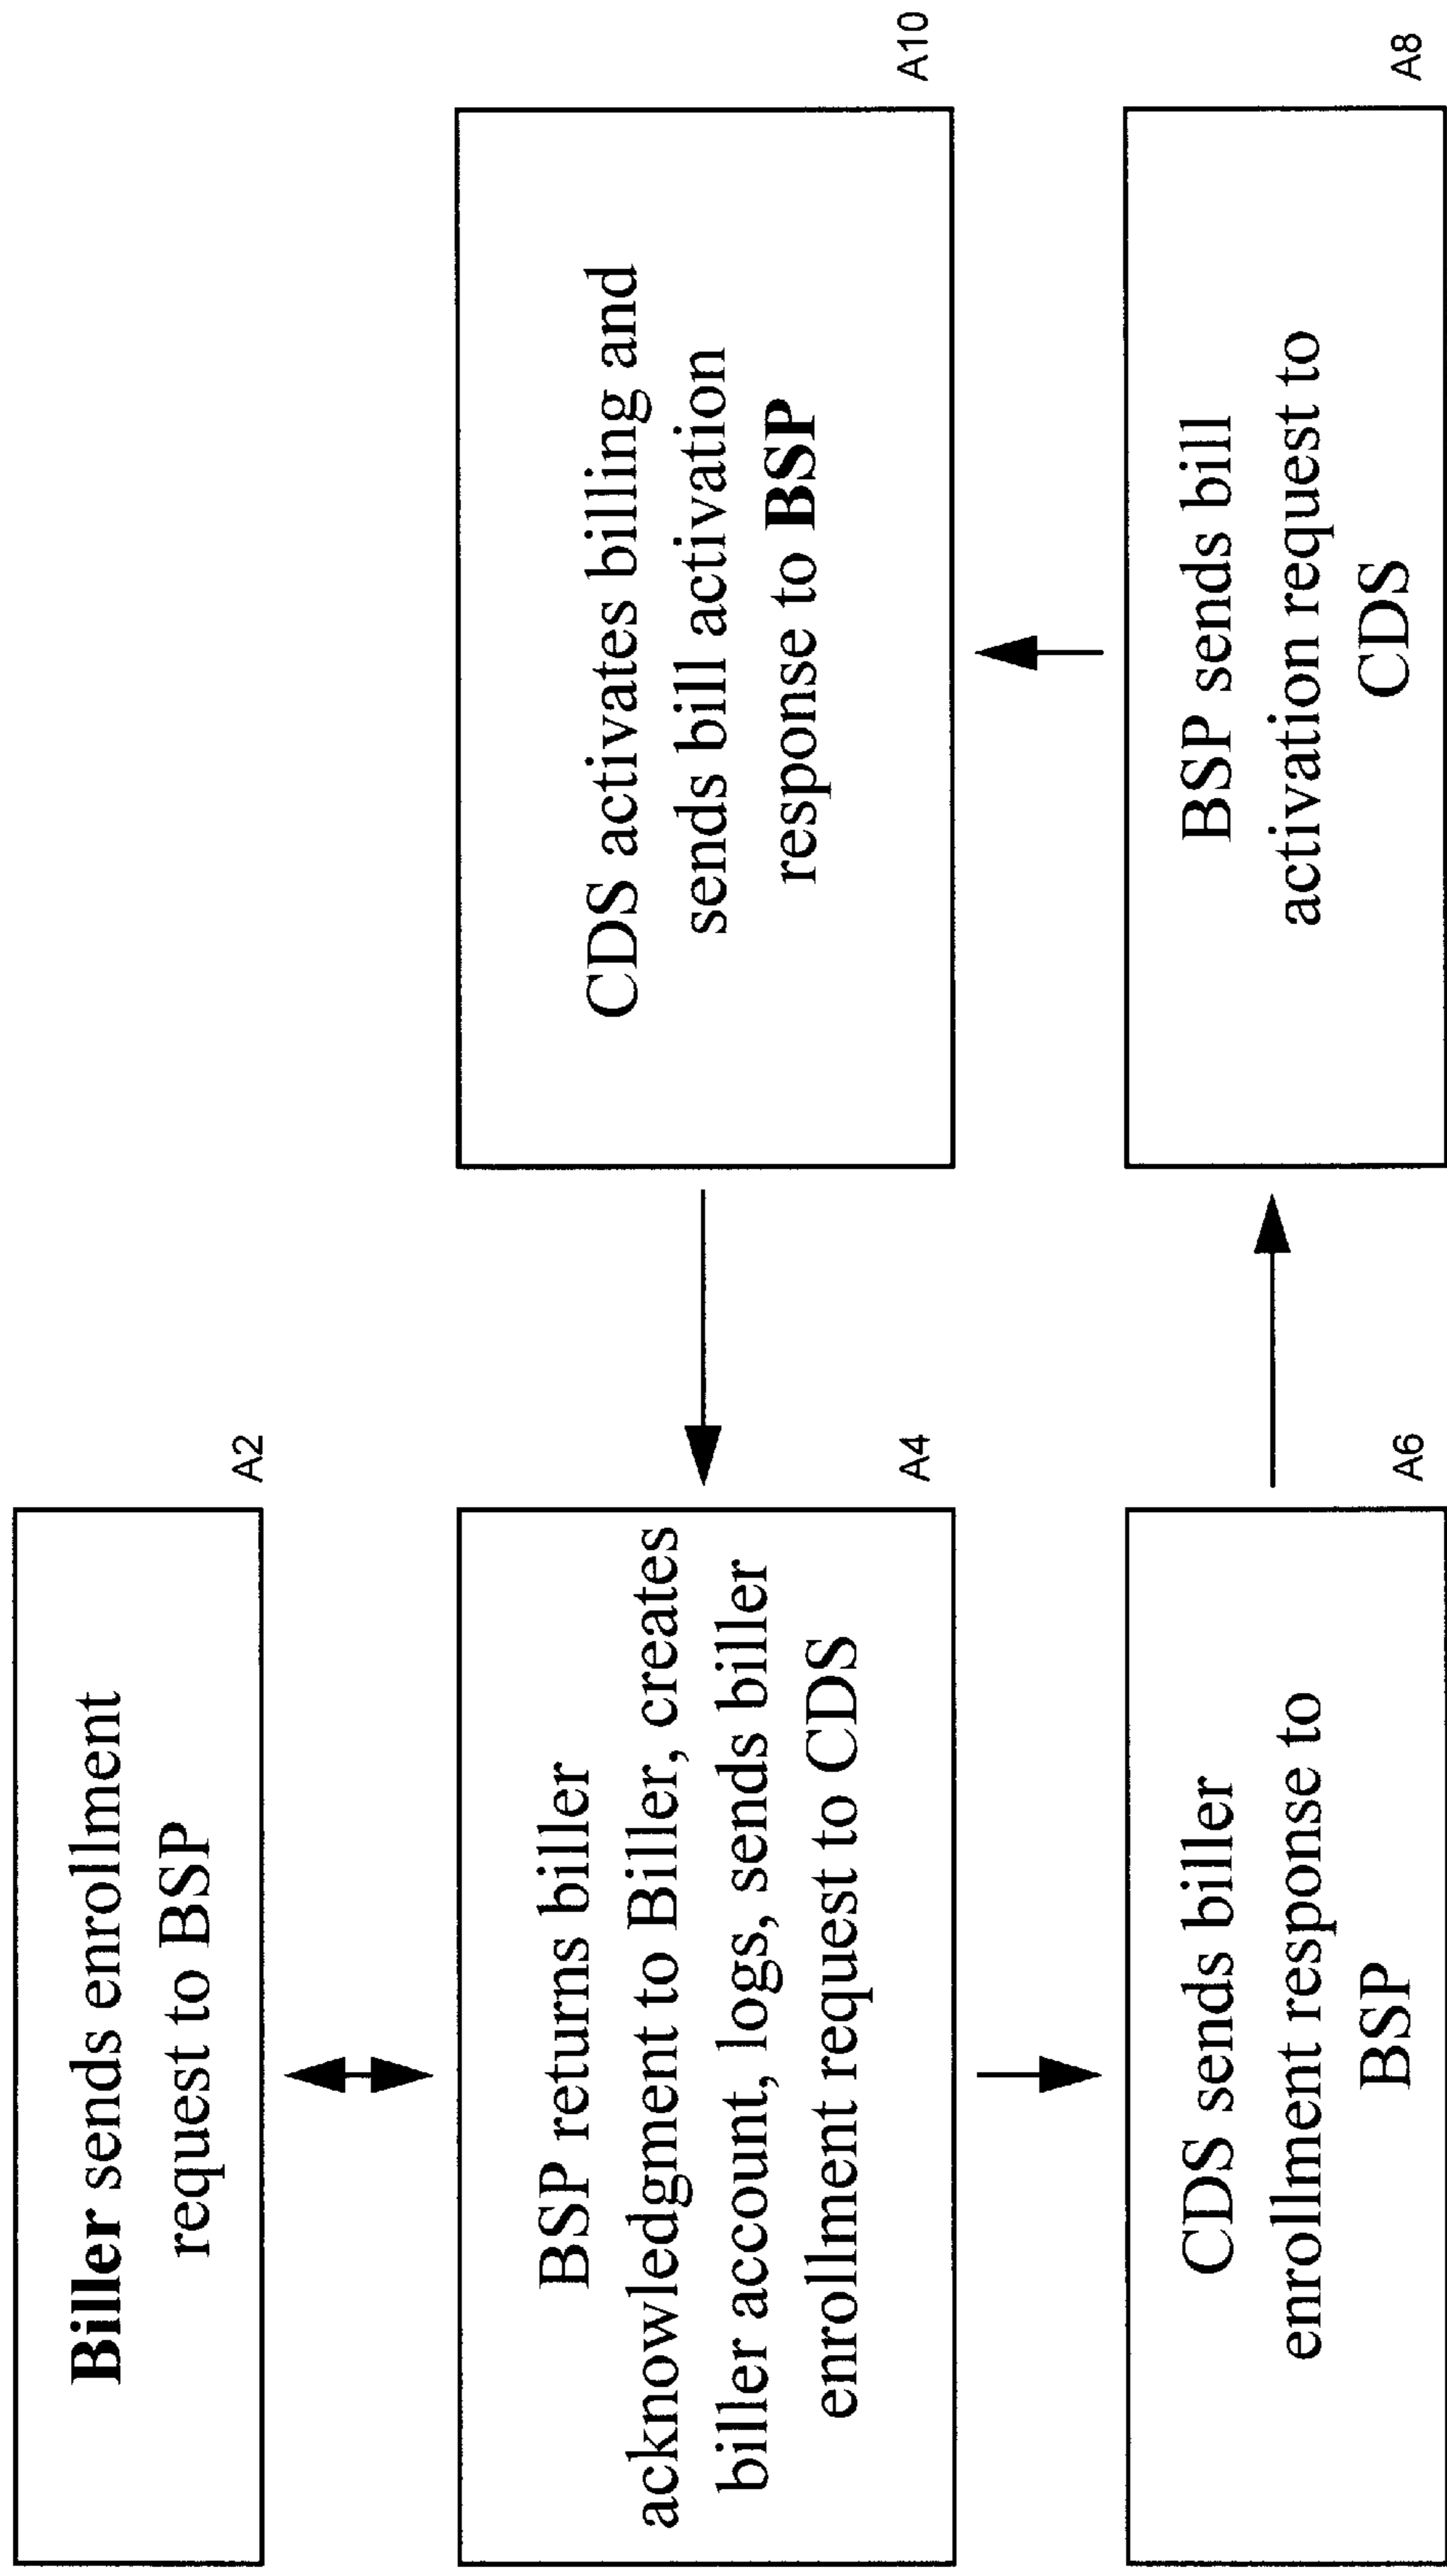 Biller sends enrollment
request to BSP
A2
BSP returns biller
acknowledgment to Biller, creates
biller account, logs, sends biller
enrollment request to CDS
A4
CDS sends biller
enrollment response to
BSP
A6
BSP sends bill
activation request to
CDS
A8
CDS activates billing and
sends bill activation
response to BSP
A10